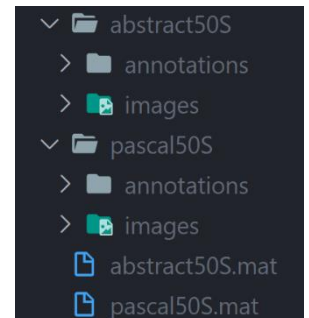 abstract50S
annotations
images
pascal50S
annotations
images
abstract50S.mat
pascal50S.mat